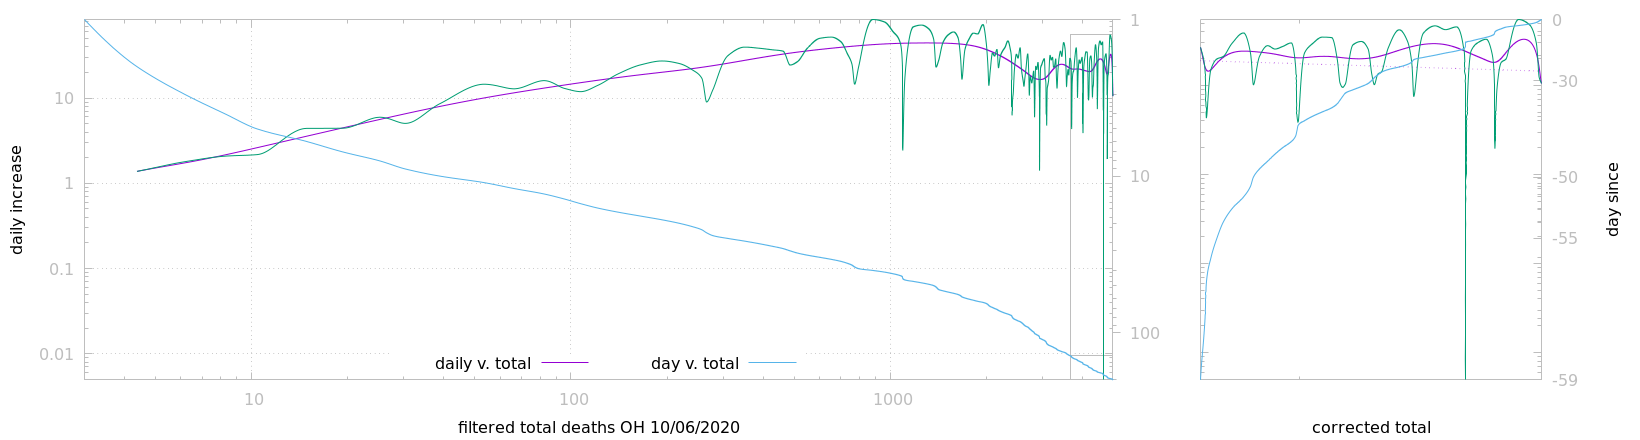 daily increase
10
1
0.1
0.01
10
100
1000
filtered total deaths OH 10/06/2020
daily v. total
day v. total
1
10
100
0
-30
-50
-55
-59
day since
corrected total